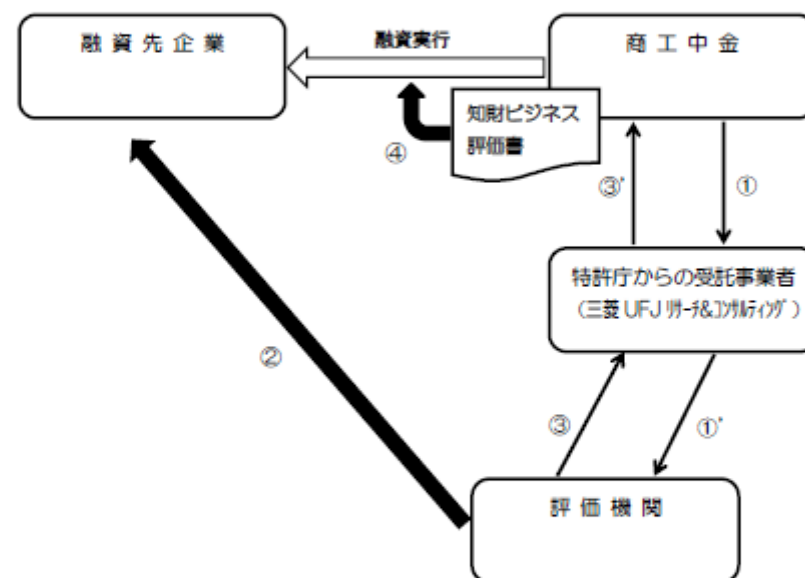 融資先企業
融資実行
商工中金
知財ビジネス
評価書
④
③’
①
特許庁からの受託事業者
（三菱UFJﾘｻｰﾁ&ｺﾝｻﾙﾃｨﾝｸﾞ）
②
③
①’
評価機関